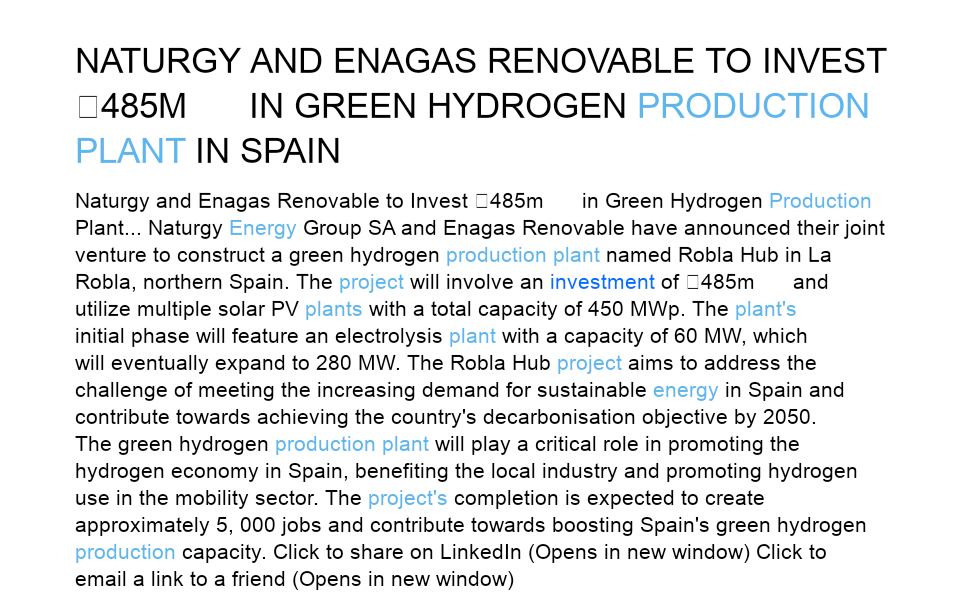 NATURGY AND ENAGAS RENOVABLE TO INVEST
□485M IN GREEN HYDROGEN PRODUCTION
PLANT IN SPAIN
Naturgy and Enagas Renovable to Invest □485m in Green Hydrogen Production
Plant... Naturgy Energy Group SA and Enagas Renovable have announced their joint
venture to construct a green hydrogen production plant named Robla Hub in La
Robla, northern Spain. The project will involve an investment of □485m and
utilize multiple solar PV plants with a total capacity of 450 MWp. The plant's
initial phase will feature an electrolysis plant with a capacity of 60 MW, which
will eventually expand to 280 MW. The Robla Hub project aims to address the
challenge of meeting the increasing demand for sustainable energy in Spain and
contribute towards achieving the country's decarbonisation objective by 2050.
The green hydrogen production plant will play a critical role in promoting the
hydrogen economy in Spain, benefiting the local industry and promoting hydrogen
use in the mobility sector. The project's completion is expected to create
approximately 5, 000 jobs and contribute towards boosting Spain's green hydrogen
production capacity. Click to share on LinkedIn (Opens in new window) Click to
email a link to a friend (Opens in new window)